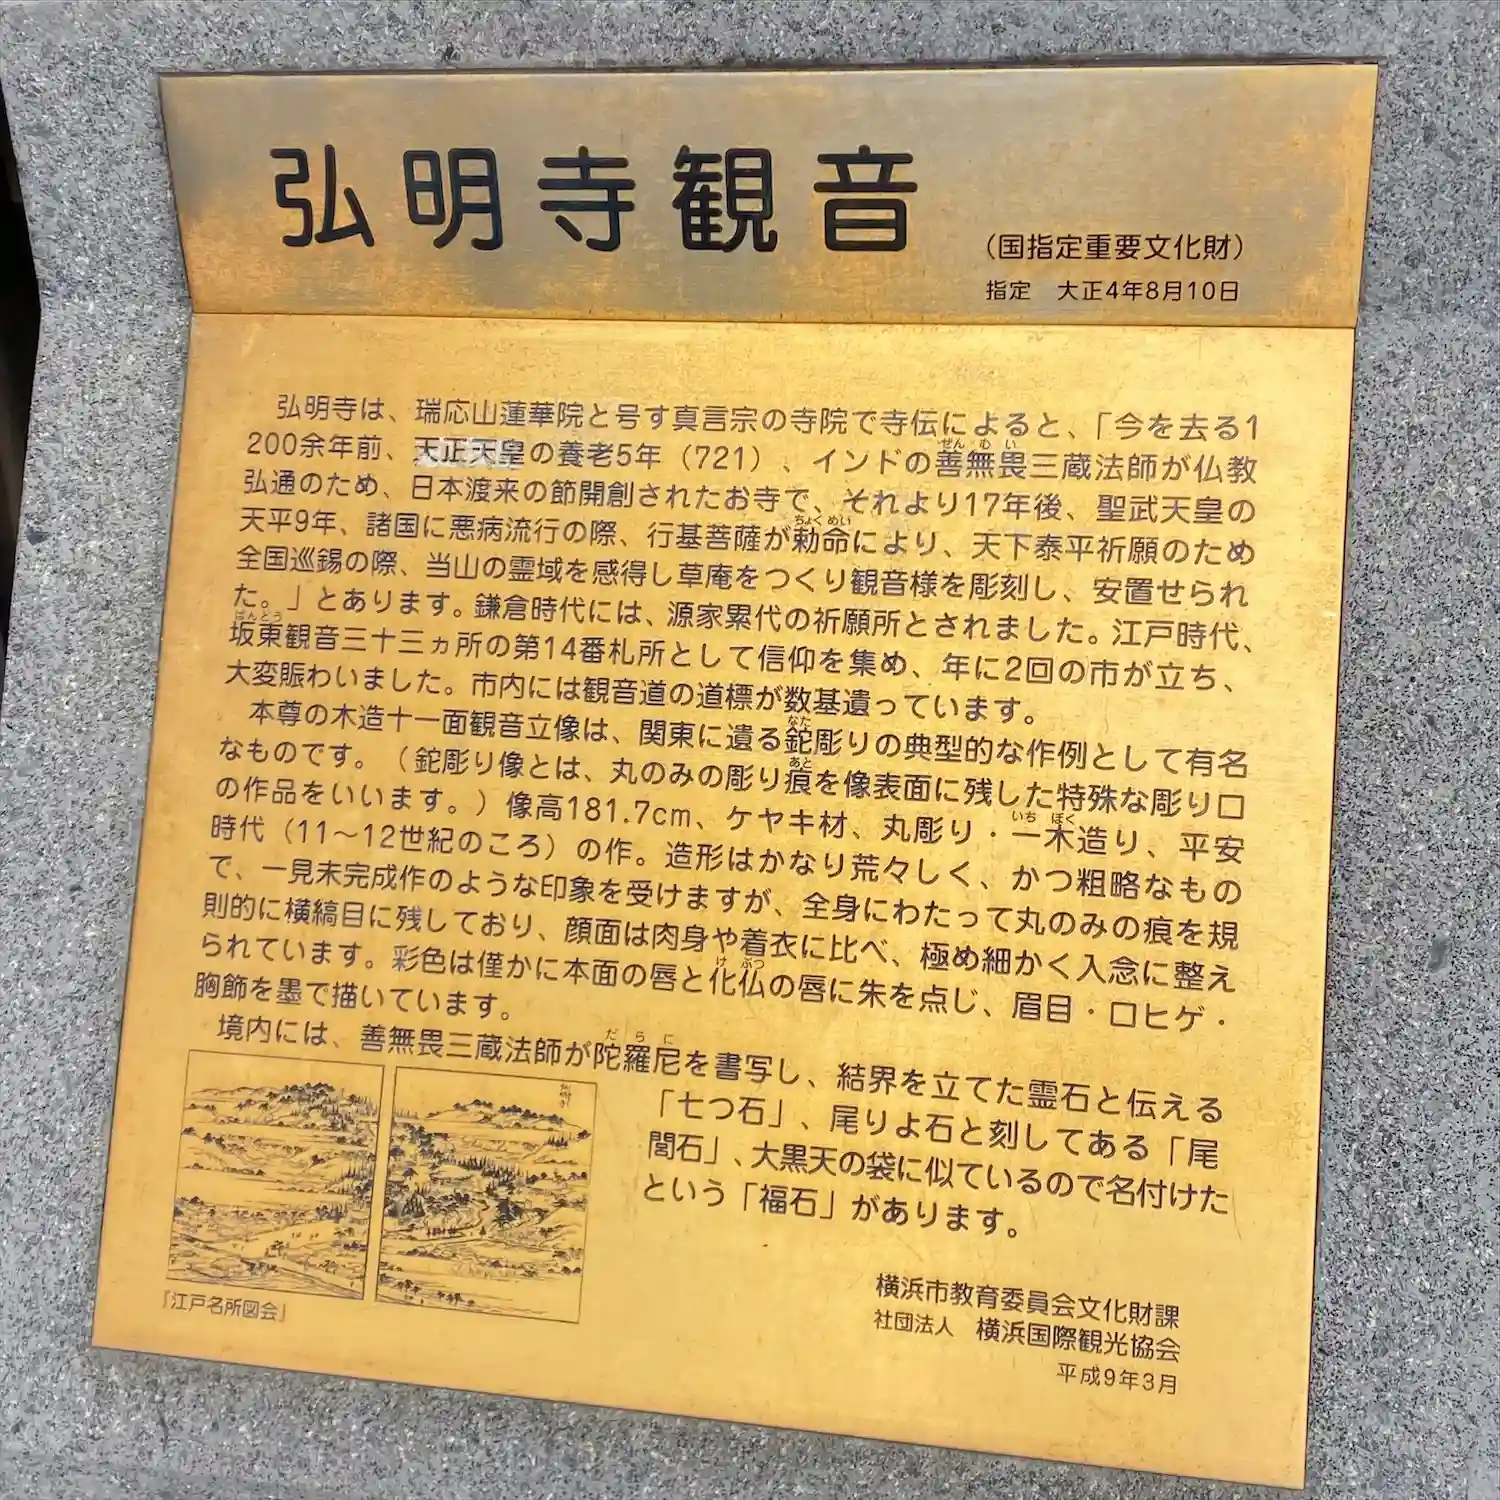 弘明寺観音
（国指定重要文化財）
指定　大正4年8月10日
弘明寺は、瑞応山蓮華院と号す真言宗の寺院で寺伝によると、「今を去る1
200余年前、天正天皇の養老5年（721）、インドの善無畏三蔵法師が仏教
弘通のため、日本渡来の節開創されたお寺で、それより17年後、聖武天皇の
天平9年、諸国に悪病流行の際、行基菩薩が勅命により、天下泰平祈願のため
全国巡錫の際、当山の霊域を感得し草庵をつくり観音様を彫刻し、安置せられ
た。」とあります。鎌倉時代には、源家累代の祈願所とされました。江戸時代、
坂東観音三十三ヵ所の第14番札所として信仰を集め、年に2回の市が立ち、
大変賑わいました。市内には観音道の道標が数基遺っています。
本尊の木造十一面観音立像は、関東に遺る鉈彫りの典型的な作例として有名
なものです。（鉈彫り像とは、丸のみの彫り痕を像表面に残した特殊な彫り口
の作品をいいます。）像高181.7cm、ケヤキ材、丸彫り・一木造り、平安
時代（11～12世紀のころ）の作。造形はかなり荒々しく、かつ粗略なもの
で、一見未完成作のような印象を受けますが、全身にわたって丸のみの痕を規
則的に横縞目に残しており、顔面は肉身や着衣に比べ、極め細かく入念に整え
られています。彩色は僅かに本面の唇と化仏の唇に朱を点じ、眉目・口ヒゲ・
胸飾を墨で描いています。
境内には、善無畏三蔵法師が陀羅尼を書写し、結界を立てた霊石と伝える
「七つ石」、尾りよ石と刻してある「尾
閭石」、大黒天の袋に似ているので名付けた
という「福石」があります。
『江戸名所図会』
横浜市教育委員会文化財課
社団法人　横浜国際観光協会
平成9年3月